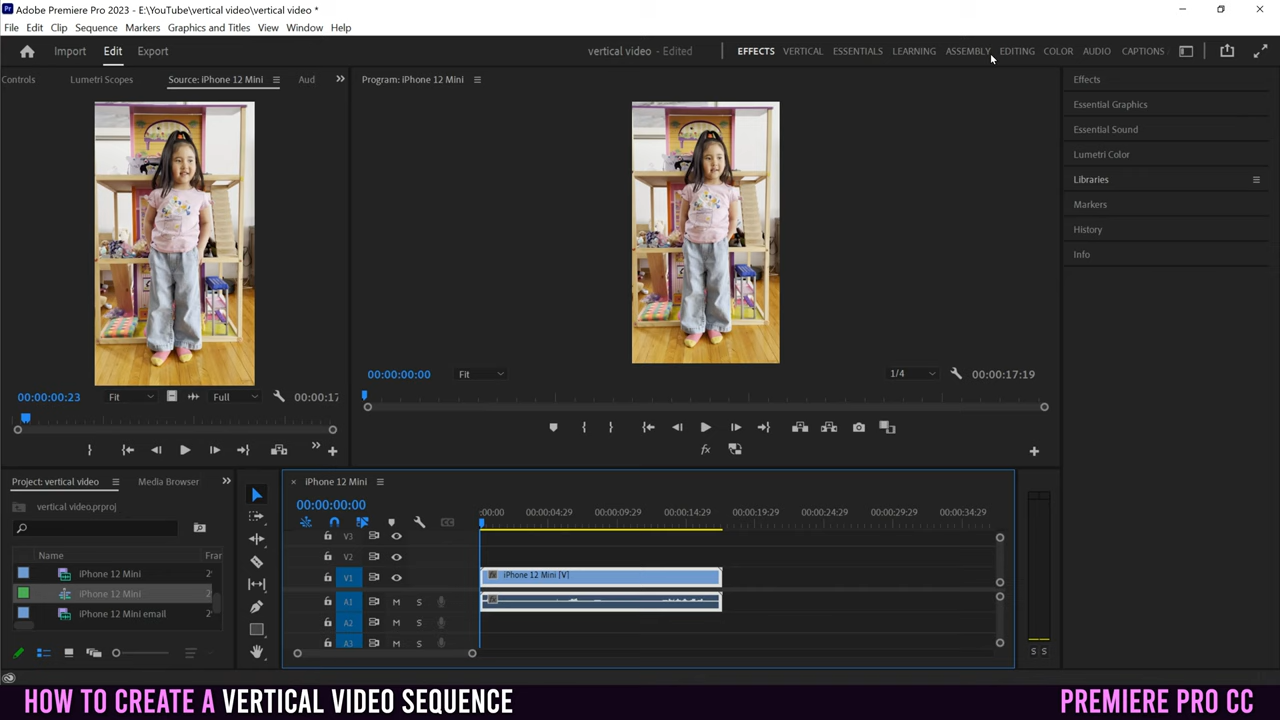 Pr Adobe Premiere Pro 2023 - E:\YouTube\vertical video\vertical video *
File Edit Clip Sequence Markers Graphics and Titles View Window Help
Import Edit Export vertical video - Edited EFFECTS VERTICAL ESSENTIALS LEARNING ASSEMBLY EDITING COLOR AUDIO CAPTIONS
Controls Lumetri Scopes Source: iPhone 12 Mini Aud
Program: iPhone 12 Mini
00:00:00:23 Fit Full 00:00:17
00:00:00:00 Fit 1/4 00:00:17:19
fx
Effects
Essential Graphics
Essential Sound
Lumetri Color
Libraries
Markers
History
Info
Project: vertical video Media Browser
vertical video.prproj
Name Fra
iPhone 12 Mini 2
iPhone 12 Mini 2
iPhone 12 Mini email 2
× iPhone 12 Mini
00:00:00:00
:00:00 00:00:04:29 00:00:09:29 00:00:14:29 00:00:19:29 00:00:24:29 00:00:29:29 00:00:34:29
V3
V2
V1 iPhone 12 Mini [V]
A1 M S
A2 M S
A3 M S
S S
HOW TO CREATE A VERTICAL VIDEO SEQUENCE
PREMIERE PRO CC